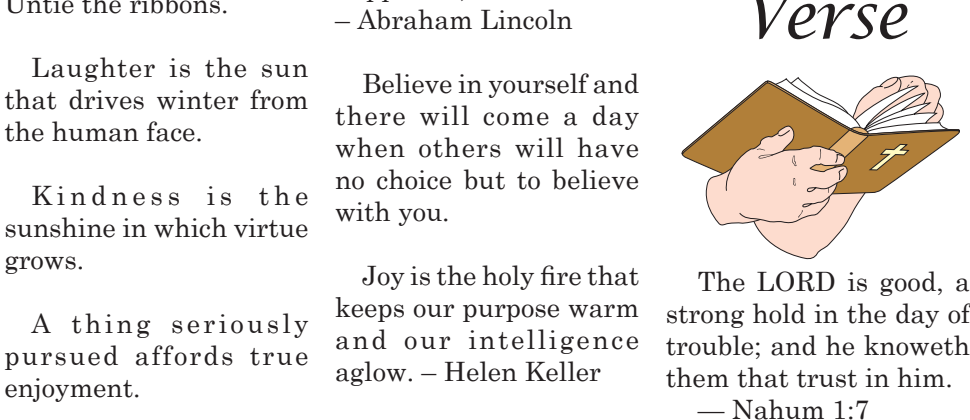 Untie the ribbons.
Laughter is the sun
that drives winter from
the human face.
Kindness is the
sunshine in which virtue
grows.
A thing seriously
pursued affords true
enjoyment.
– Abraham Lincoln
Believe in yourself and
there will come a day
when others will have
no choice but to believe
with you.
Joy is the holy fire that
keeps our purpose warm
and our intelligence
aglow. – Helen Keller
Verse
The LORD is good, a
strong hold in the day of
trouble; and he knoweth
them that trust in him.
— Nahum 1:7